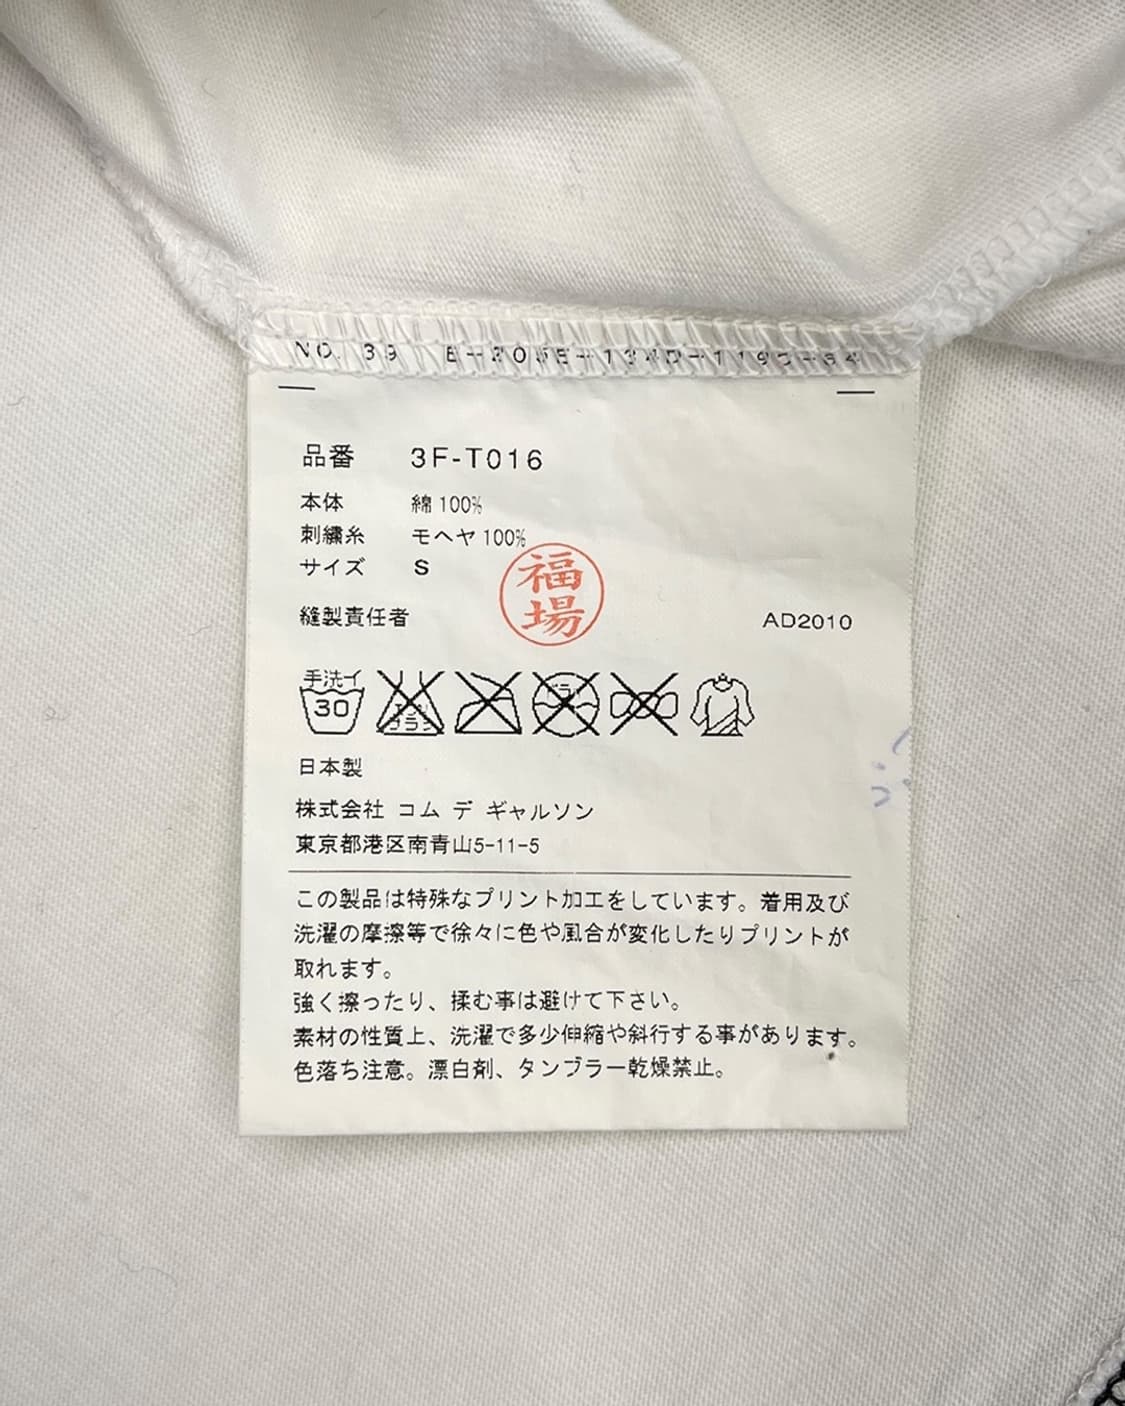 NO. 39
品番 3F-T016
本体 綿 100%
刺繍糸 モヘヤ 100%
サイズ S
福場
縫製責任者 AD2010
手洗イ
30
日本製
株式会社 コム デ ギャルソン
東京都港区南青山5-11-5
この製品は特殊なプリント加工をしています。着用及び
洗濯の摩擦等で徐々に色や風合が変化したりプリントが
取れます。
強く擦ったり、揉む事は避けて下さい。
素材の性質上、洗濯で多少伸縮や斜行する事があります。
色落ち注意。漂白剤、タンブラー乾燥禁止。